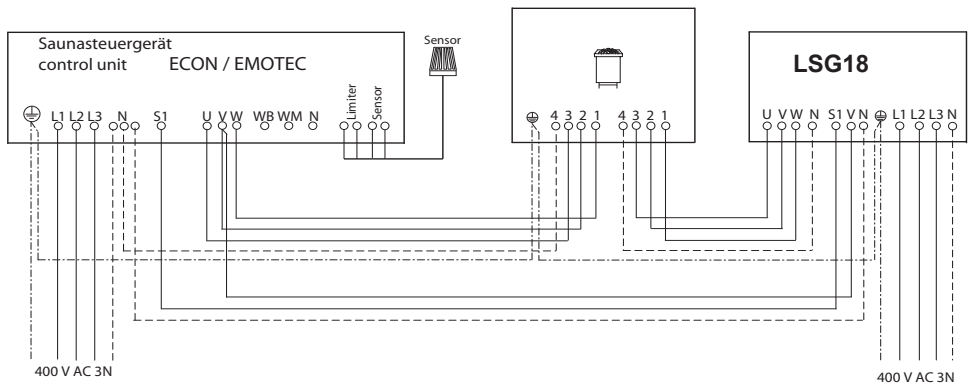 Saunasteuergerät
control unit ECON / EMOTEC
L1 L2 L3 N S1 U V W WB WM N
Limiter
Sensor
Sensor
4 3 2 1 4 3 2 1
LSG18
U V W N S1 V N L1 L2 L3 N
400 V AC 3N
400 V AC 3N